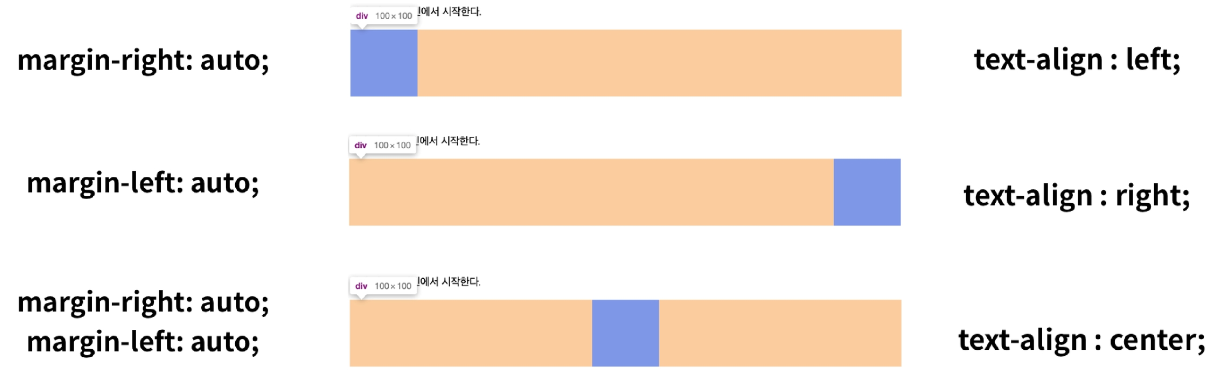 div 100×100 에서 시작한다.
margin-right: auto;
text-align : left;
div 100×100 에서 시작한다.
margin-left: auto;
text-align : right;
div 100×100 에서 시작한다.
margin-right: auto;
margin-left: auto;
text-align : center;